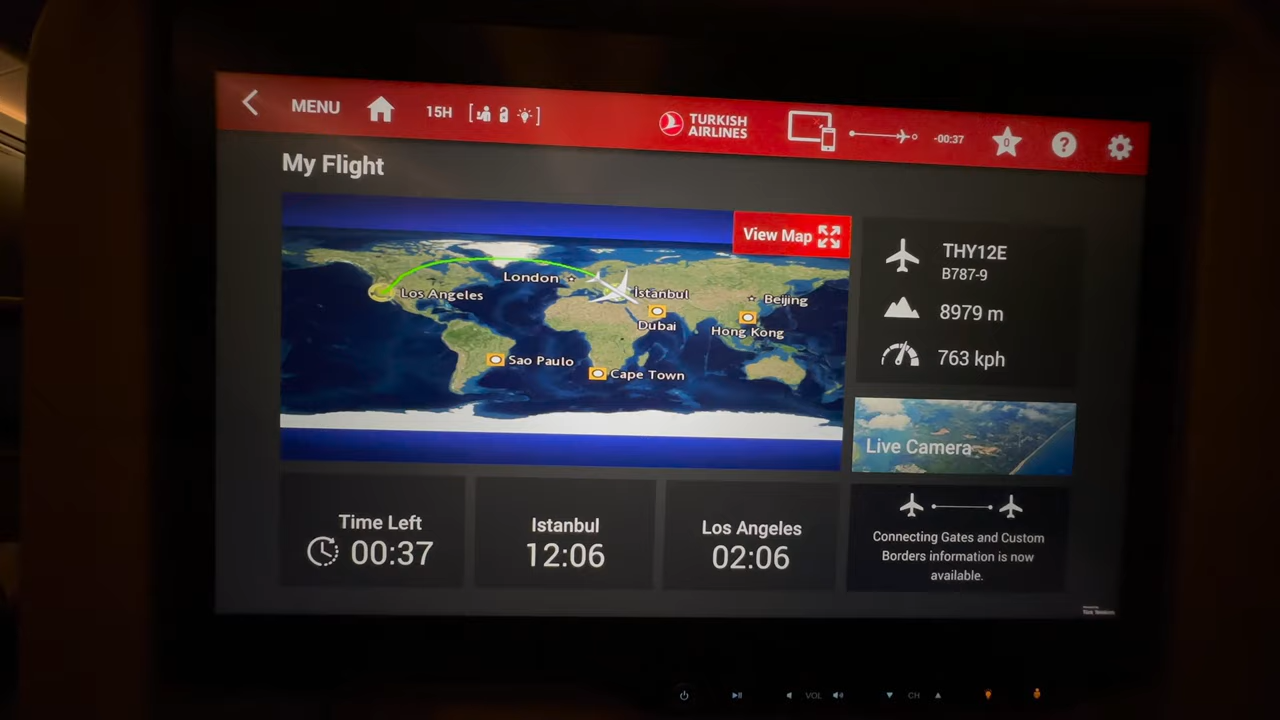 MENU
15H
TURKISH
AIRLINES
-00:37
0
?
My Flight
View Map
London
Los Angeles
İstanbul
Beijing
Dubai
Hong Kong
Sao Paulo
Cape Town
THY12E
B787-9
8979 m
763 kph
Live Camera
Time Left
00:37
Istanbul
12:06
Los Angeles
02:06
Connecting Gates and Custom
Borders information is now
available.
VOL
CH